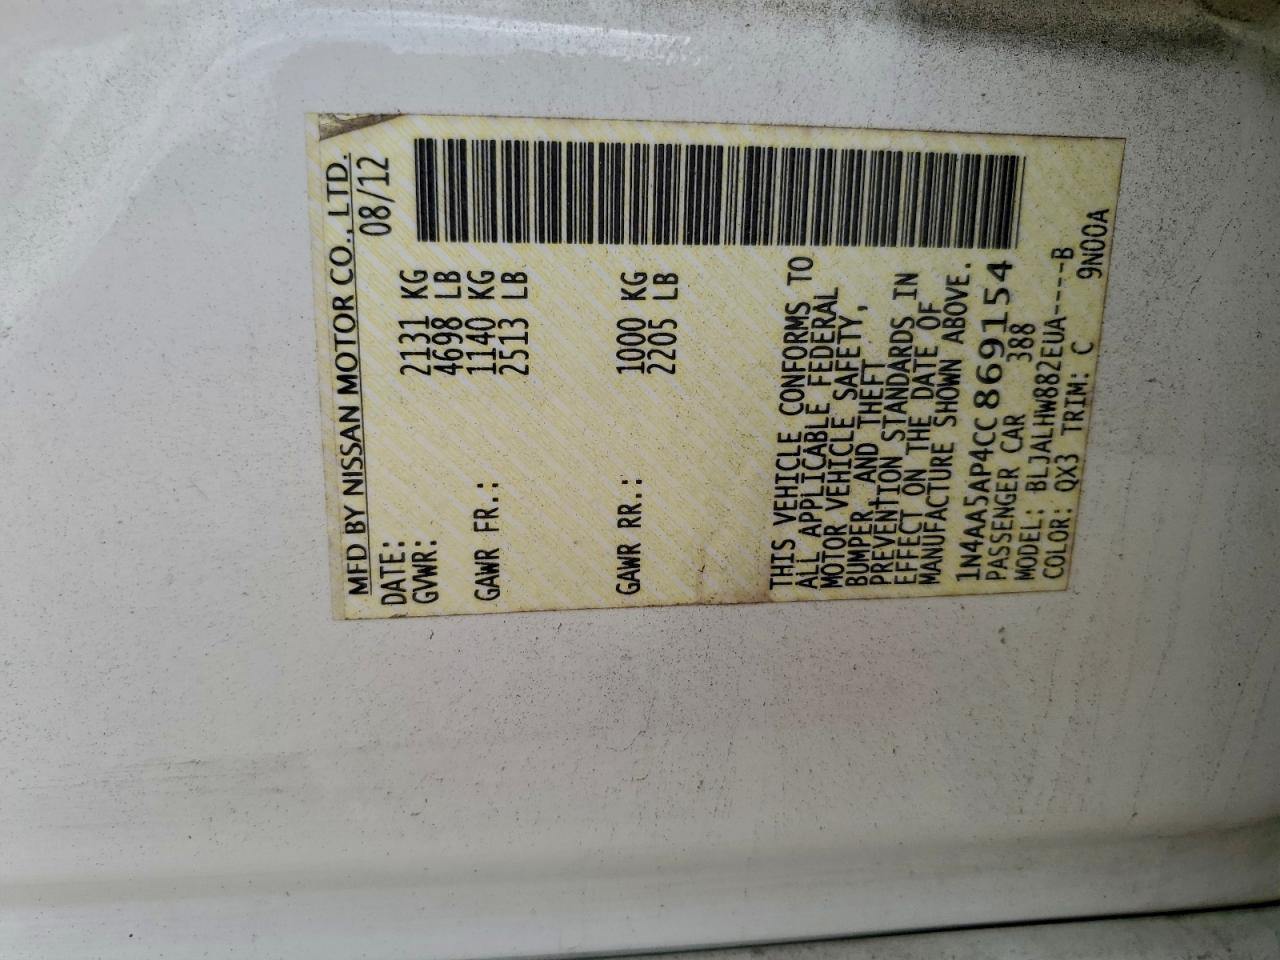 MFD BY NISSAN MOTOR CO., LTD.
DATE: 08/12
GVWR: 2131 KG
4698 LB
GAWR FR.: 1140 KG
2513 LB
GAWR RR.: 1000 KG
2205 LB
THIS VEHICLE CONFORMS TO
ALL APPLICABLE FEDERAL
MOTOR VEHICLE SAFETY,
BUMPER, AND THEFT
PREVENTION STANDARDS IN
EFFECT ON THE DATE OF
MANUFACTURE SHOWN ABOVE.
1N4AA5AP4CC869154
PASSENGER CAR 388
MODEL: BLJALHW882EUA----B
COLOR: QX3 TRIM: C 9N00A